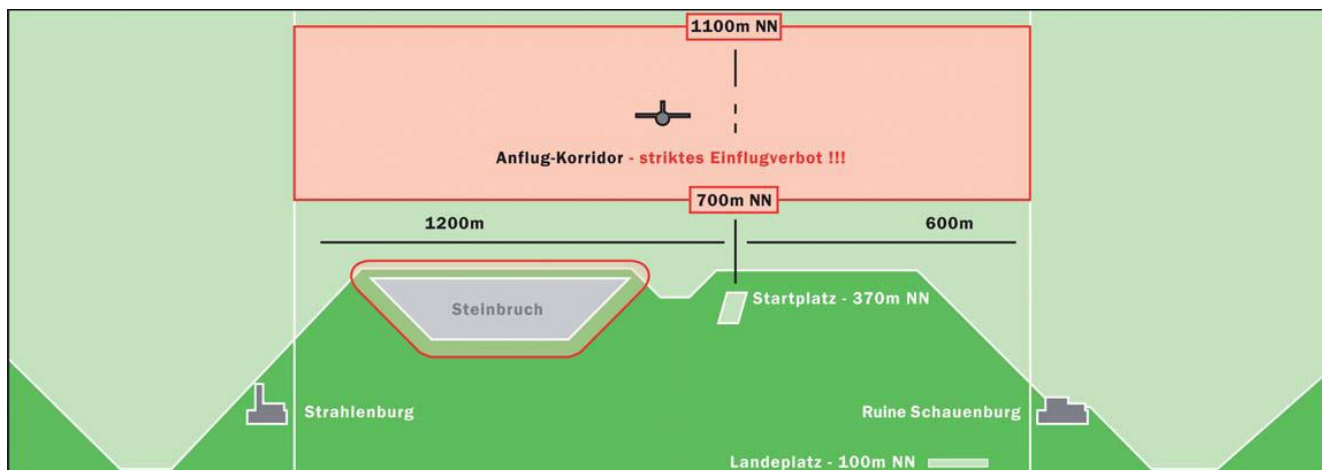 1100m NN
Anflug-Korridor - striktes Einflugverbot !!!
700m NN
1200m
600m
Steinbruch
Startplatz - 370m NN
Strahlenburg
Ruine Schauenburg
Landeplatz - 100m NN